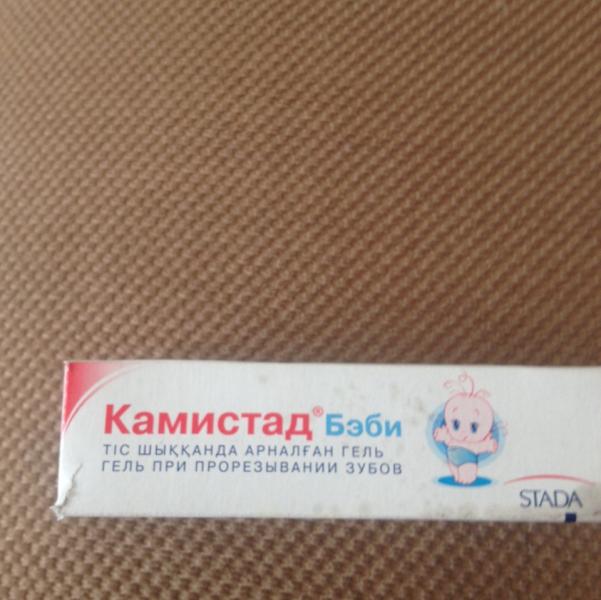 Камистад® Бэби
ТІС ШЫҚҚАНДА АРНАЛҒАН ГЕЛЬ
ГЕЛЬ ПРИ ПРОРЕЗЫВАНИИ ЗУБОВ
STADA